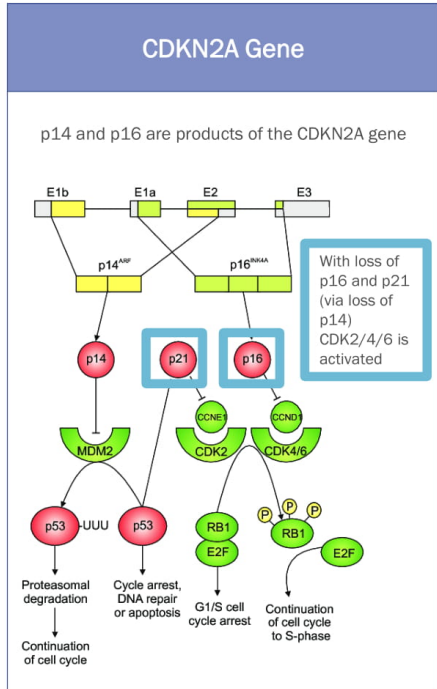 CDKN2A Gene
p14 and p16 are products of the CDKN2A gene
E1b
E1a
E2
E3
p14ARF
p16INK4A
With loss of
p16 and p21
(via loss of
p14)
CDK2/4/6 is
activated
p14
p21
p16
CCNE1
CCND1
MDM2
CDK2
CDK4/6
p53
-UUU
p53
RB1
E2F
P
P
P
RB1
E2F
Proteasomal
degradation
Continuation
of cell cycle
Cycle arrest,
DNA repair
or apoptosis
G1/S cell
cycle arrest
Continuation
of cell cycle
to S-phase